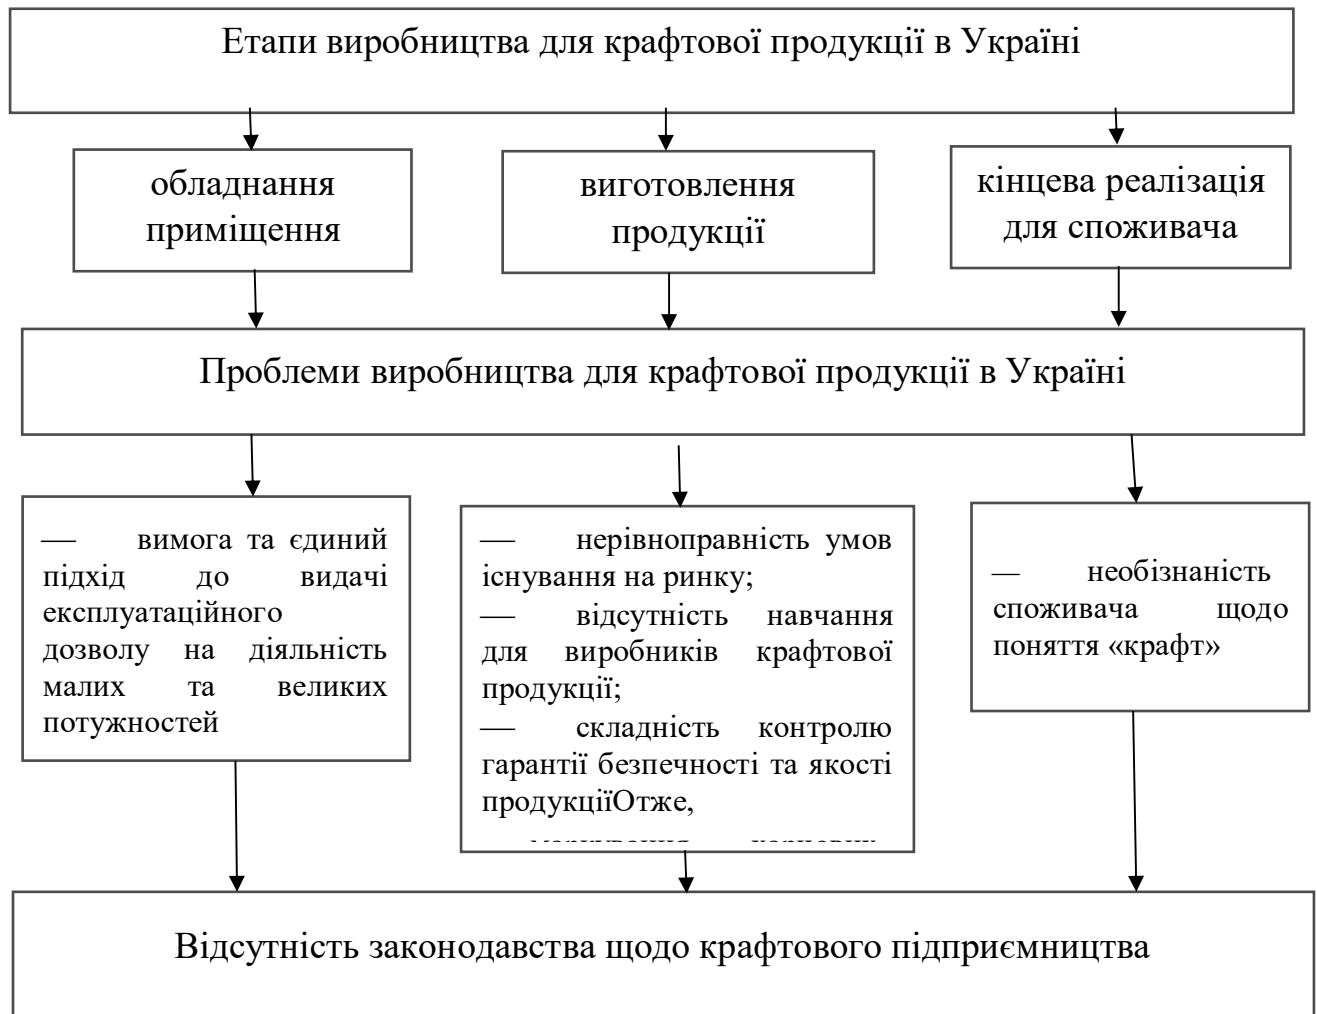 Етапи виробництва для крафтової продукції в Україні
обладнання
приміщення
виготовлення
продукції
кінцева реалізація
для споживача
Проблеми виробництва для крафтової продукції в Україні
— вимога та єдиний
підхід до видачі
експлуатаційного
дозволу на діяльність
малих та великих
потужностей
— нерівноправність умов
існування на ринку;
— відсутність навчання
для виробників крафтової
продукції;
— складність контролю
гарантії безпечності та якості
продукціїОтже,
— необізнаність
споживача щодо
поняття «крафт»
Відсутність законодавства щодо крафтового підприємництва